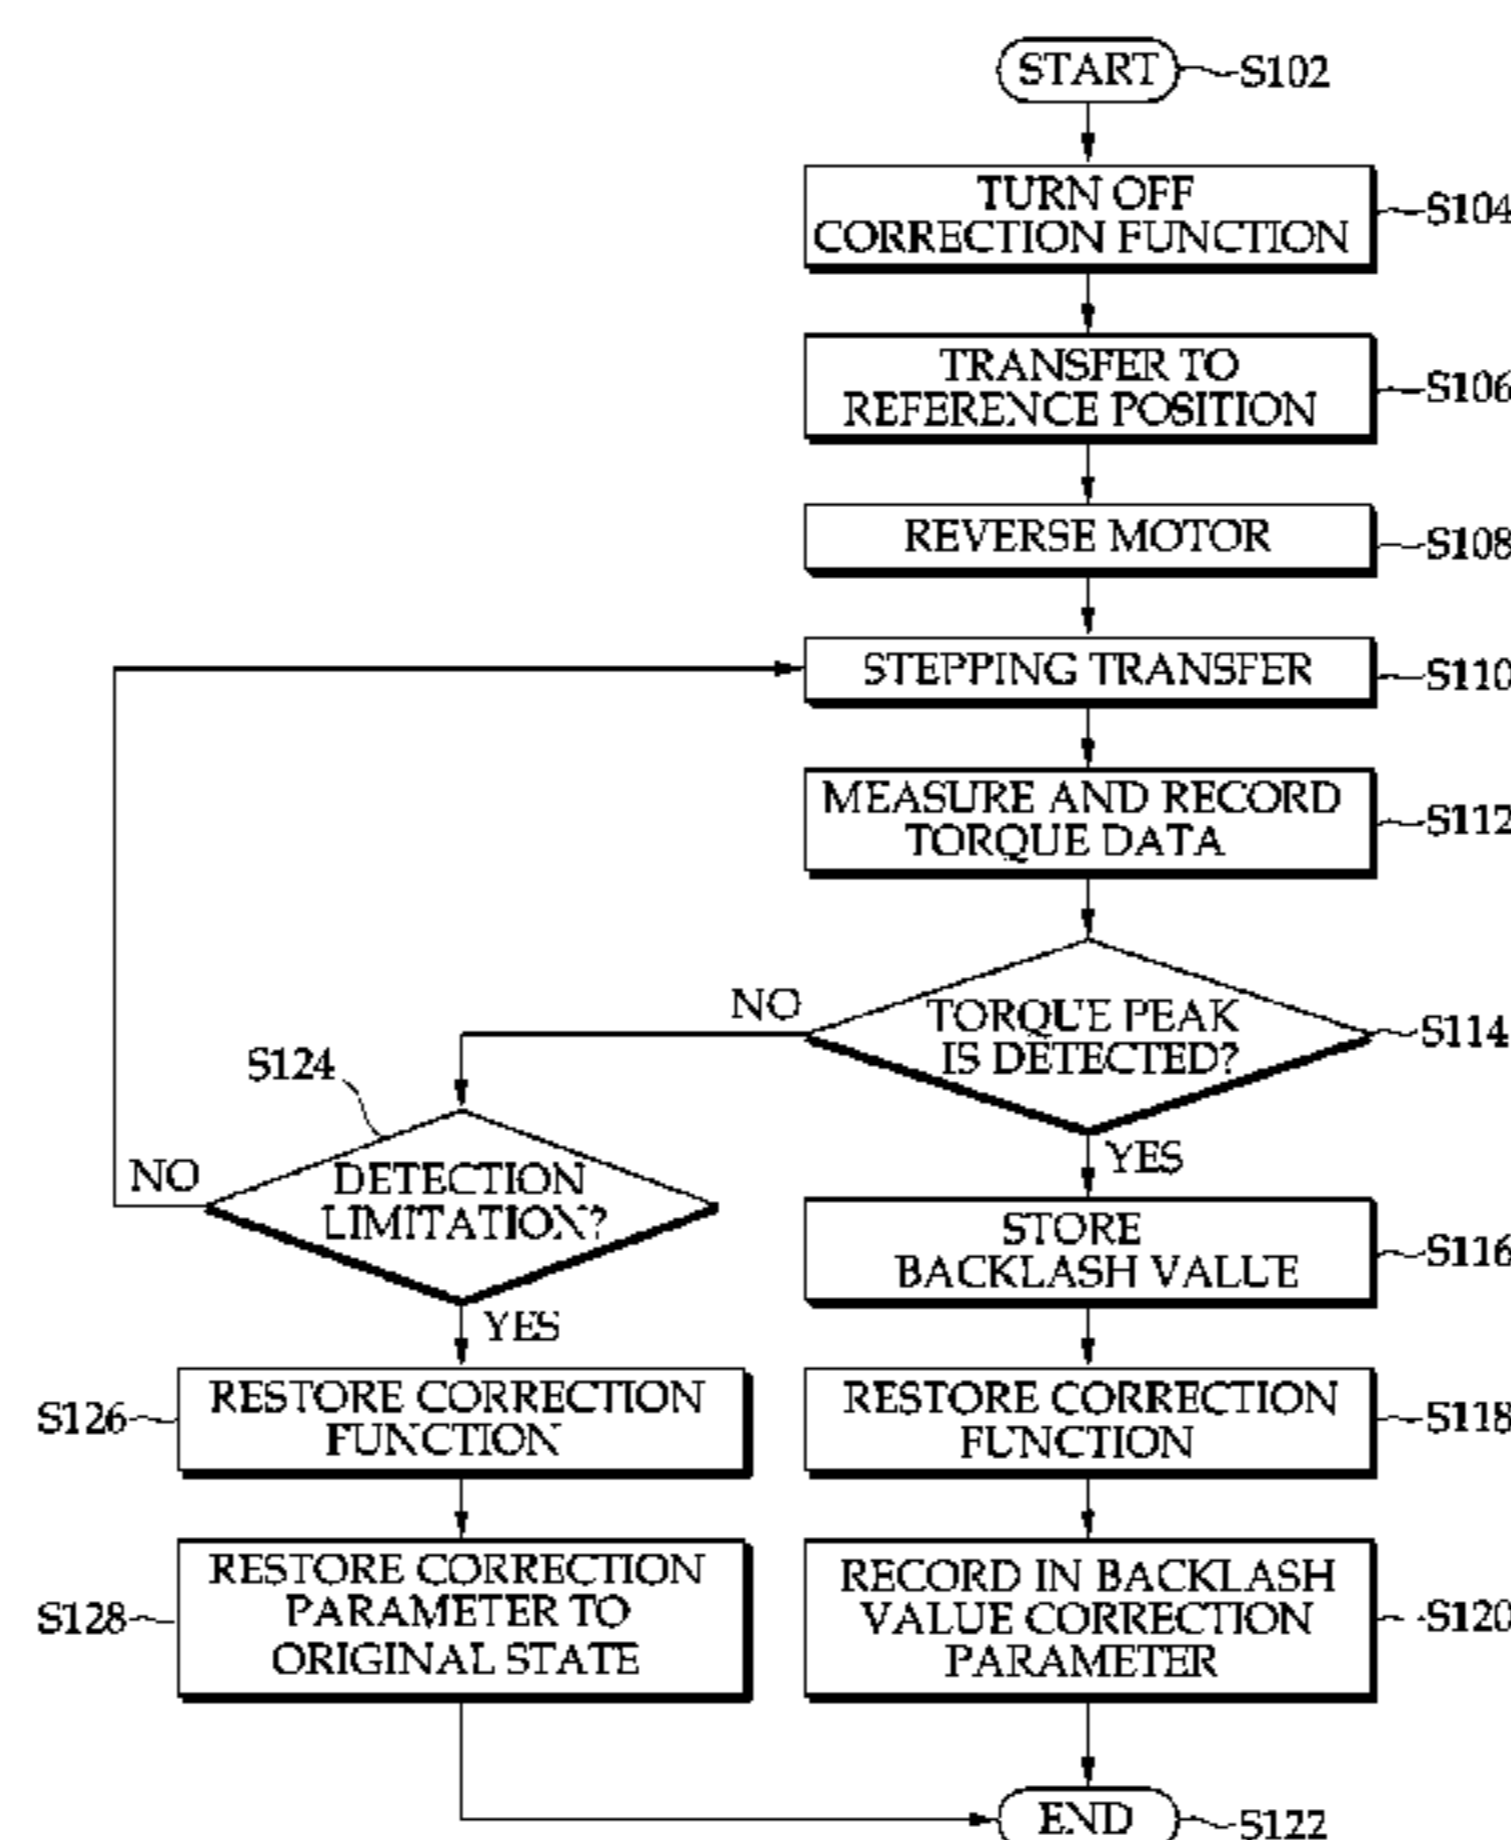 START
S102
TURN OFF
CORRECTION FUNCTION
S104
TRANSFER TO
REFERENCE POSITION
S106
REVERSE MOTOR
S108
STEPPING TRANSFER
S110
MEASURE AND RECORD
TORQUE DATA
S112
NO
TORQUE PEAK
IS DETECTED?
S114
S124
YES
NO
DETECTION
LIMITATION?
STORE
BACKLASH VALUE
S116
YES
RESTORE CORRECTION
FUNCTION
S126
RESTORE CORRECTION
FUNCTION
S118
RESTORE CORRECTION
PARAMETER TO
ORIGINAL STATE
S128
RECORD IN BACKLASH
VALUE CORRECTION
PARAMETER
S120
END
S122